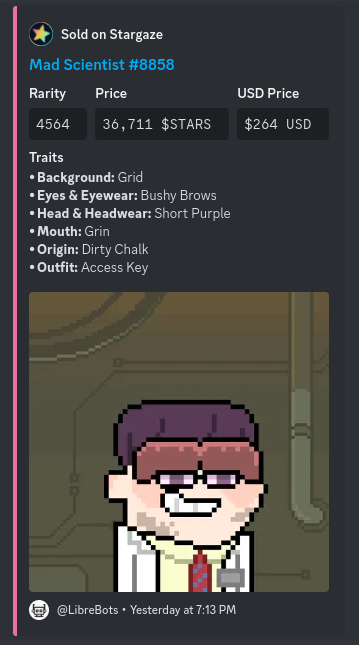 Sold on Stargaze
Mad Scientist #8858
Rarity Price USD Price
4564 36,711 $STARS $264 USD
Traits
• Background: Grid
• Eyes & Eyewear: Bushy Brows
• Head & Headwear: Short Purple
• Mouth: Grin
• Origin: Dirty Chalk
• Outfit: Access Key
@LibreBots • Yesterday at 7:13 PM